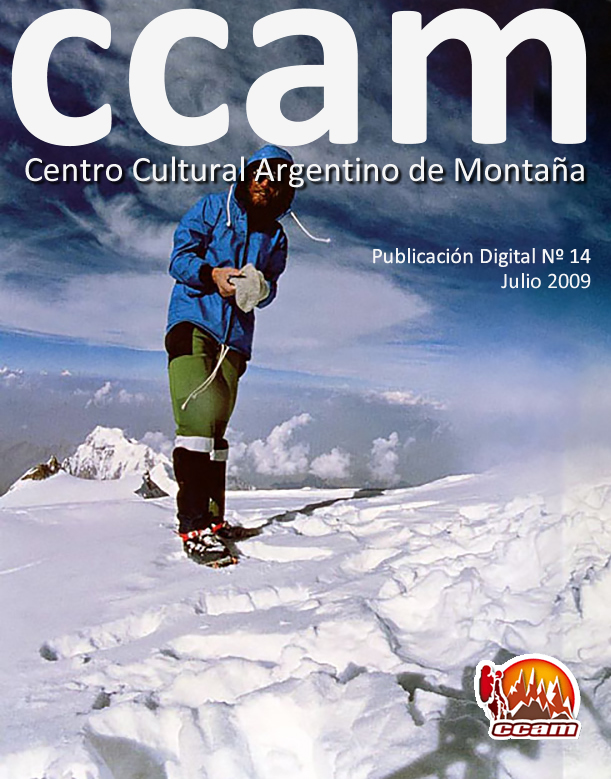 ccam
Centro Cultural Argentino de Montaña
Publicación Digital Nº 14
Julio 2009
ccam